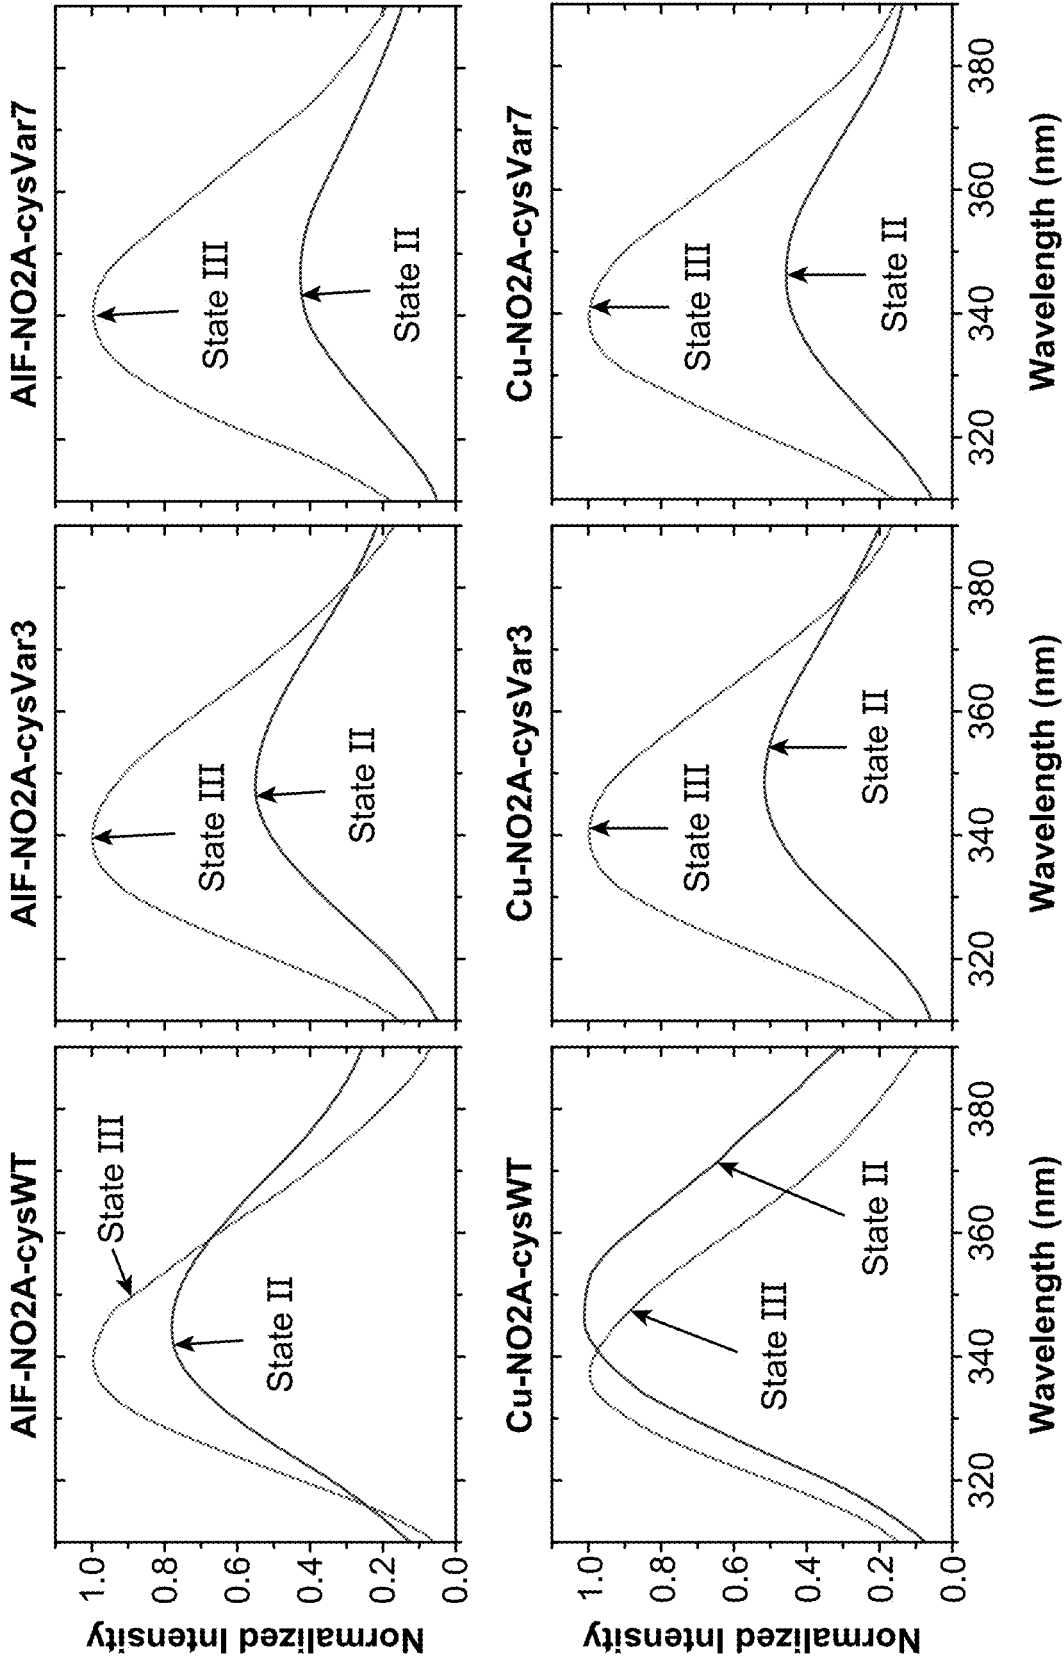 AlF-NO2A-cysWT
AlF-NO2A-cysVar3
AlF-NO2A-cysVar7
Normalized Intensity
1.0
0.8
0.6
0.4
0.2
0.0
State III
State II
State III
State II
State III
State II
Cu-NO2A-cysWT
Cu-NO2A-cysVar3
Cu-NO2A-cysVar7
Normalized Intensity
1.0
0.8
0.6
0.4
0.2
0.0
State III
State II
State III
State II
State III
State II
320 340 360 380
320 340 360 380
320 340 360 380
Wavelength (nm)
Wavelength (nm)
Wavelength (nm)